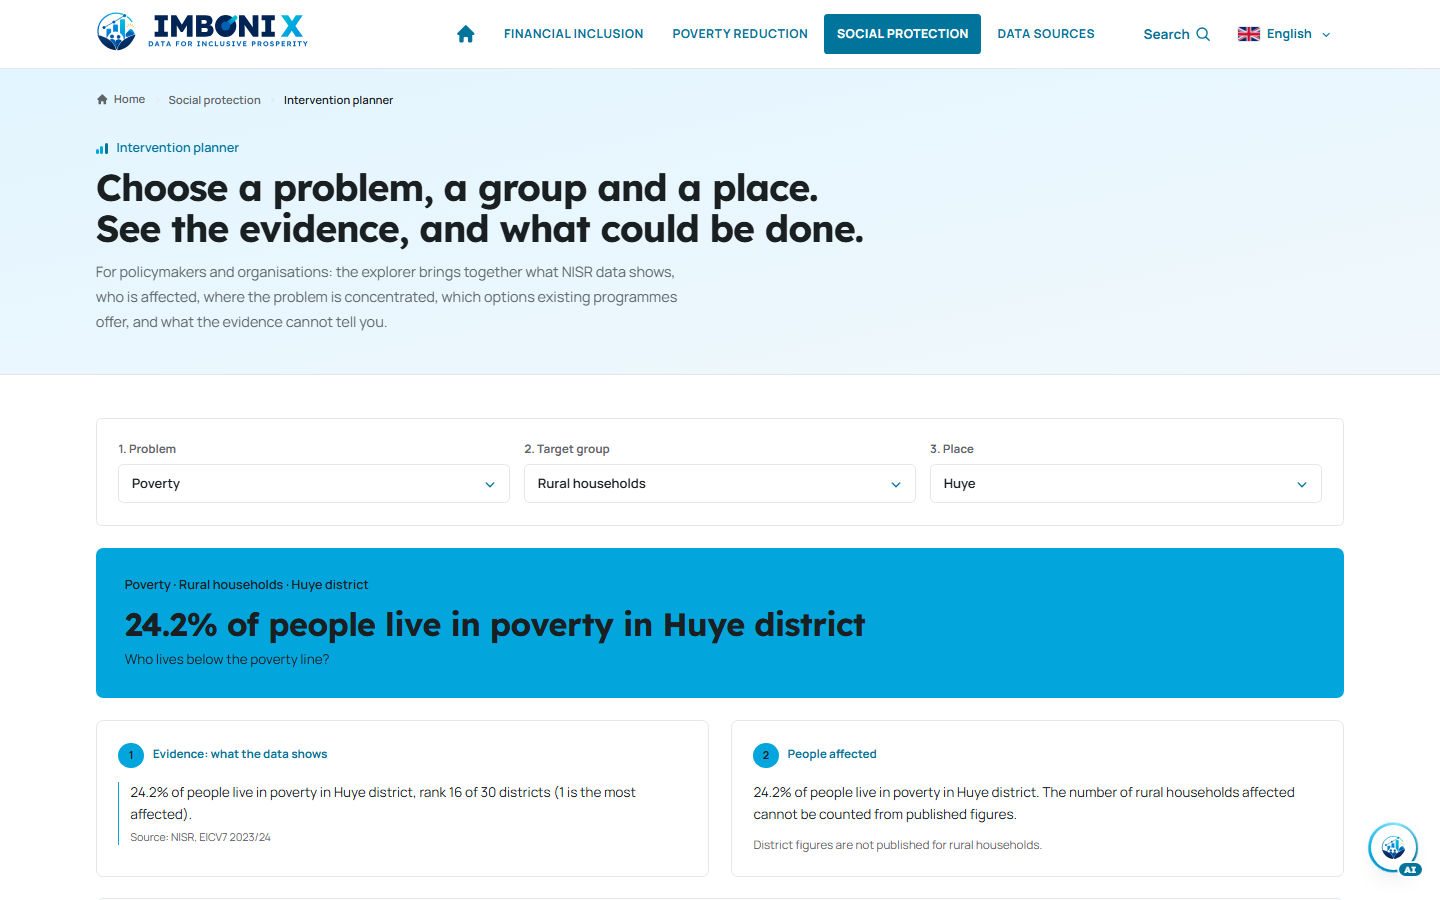 IMBONI X
DATA FOR INCLUSIVE PROSPERITY
FINANCIAL INCLUSION
POVERTY REDUCTION
SOCIAL PROTECTION
DATA SOURCES
Search
English
Home
Social protection
Intervention planner
Intervention planner
Choose a problem, a group and a place.
See the evidence, and what could be done.
For policymakers and organisations: the explorer brings together what NISR data shows,
who is affected, where the problem is concentrated, which options existing programmes
offer, and what the evidence cannot tell you.
1. Problem
Poverty
2. Target group
Rural households
3. Place
Huye
Poverty · Rural households · Huye district
24.2% of people live in poverty in Huye district
Who lives below the poverty line?
1
Evidence: what the data shows
24.2% of people live in poverty in Huye district, rank 16 of 30 districts (1 is the most
affected).
Source: NISR, EICV7 2023/24
2
People affected
24.2% of people live in poverty in Huye district. The number of rural households affected
cannot be counted from published figures.
District figures are not published for rural households.
AI